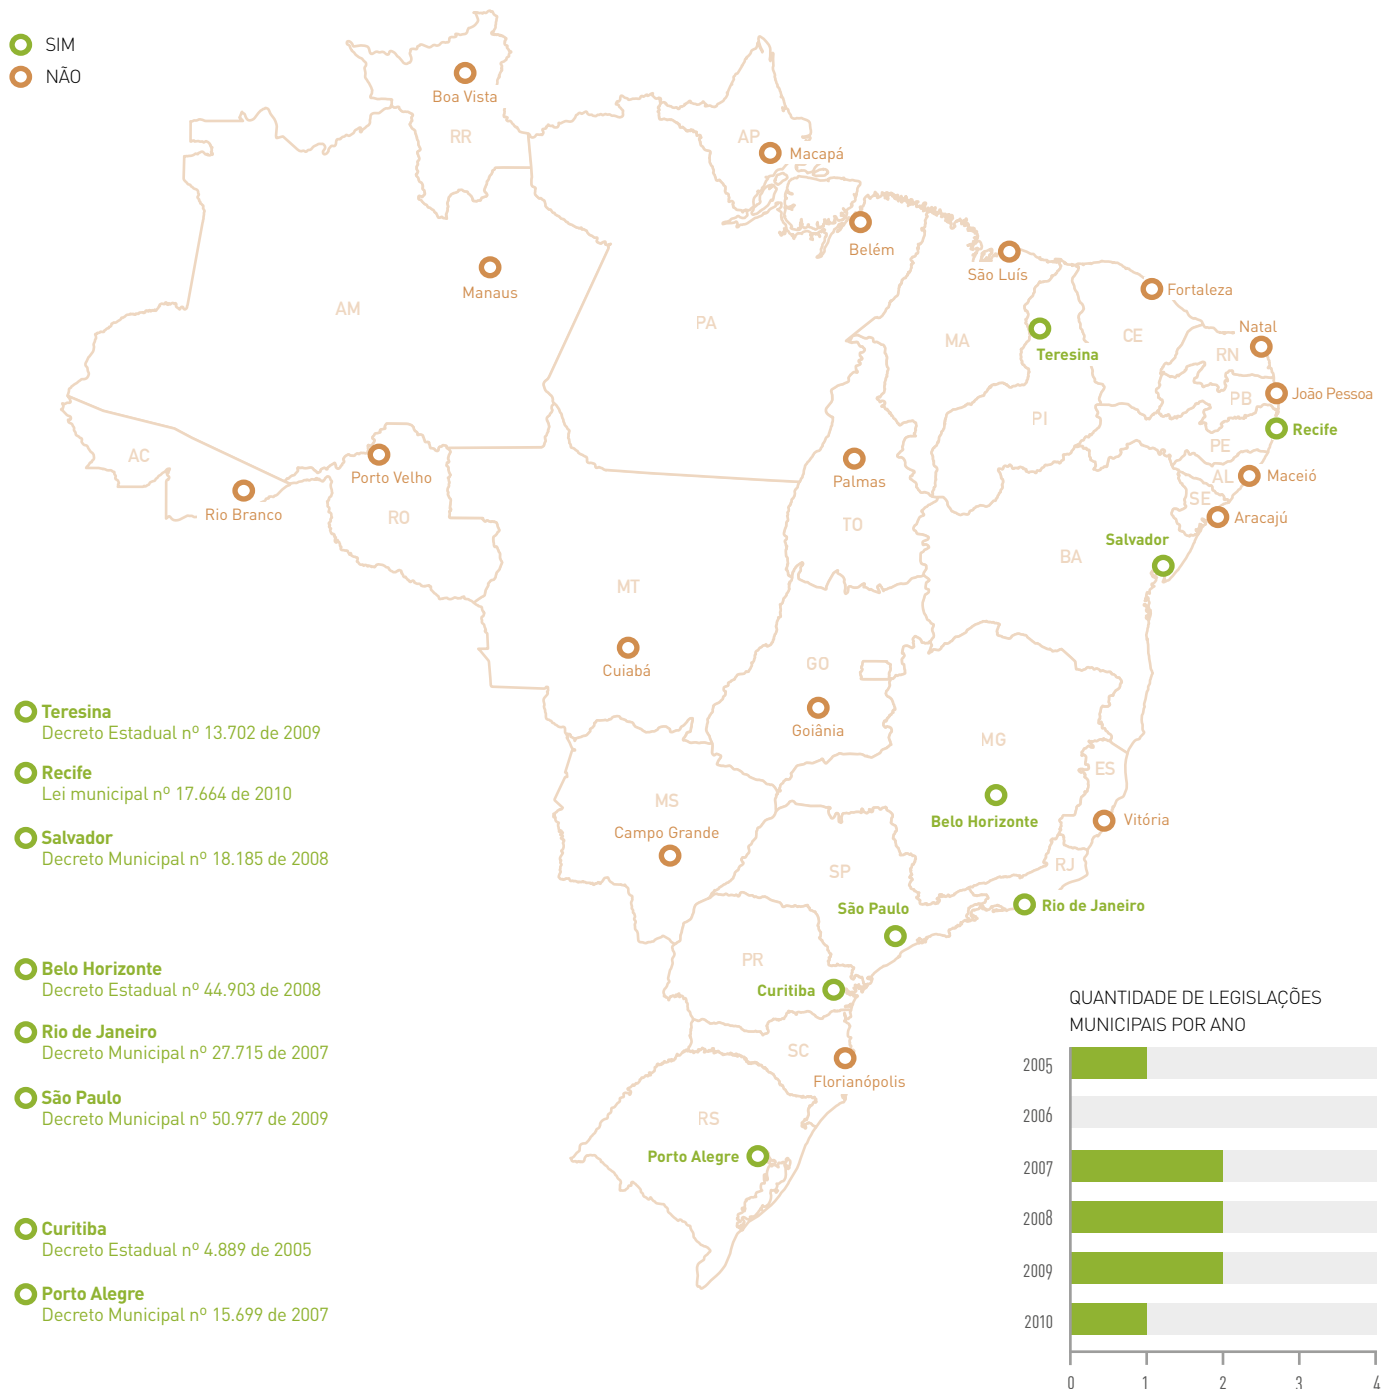 SIM
NÃO
Boa Vista
RR
AP
Macapá
Belém
São Luís
Manaus
Fortaleza
AM
PA
Natal
MA
CE
RN
Teresina
João Pessoa
PB
PI
Recife
PE
AC
Porto Velho
Palmas
AL
Maceió
Rio Branco
RO
SE
Aracajú
TO
Salvador
BA
MT
Cuiabá
GO
Goiânia
MG
ES
MS
Campo Grande
Belo Horizonte
Vitória
SP
RJ
São Paulo
Rio de Janeiro
PR
Curitiba
SC
Florianópolis
RS
Porto Alegre
Teresina
Decreto Estadual nº 13.702 de 2009
Recife
Lei municipal nº 17.664 de 2010
Salvador
Decreto Municipal nº 18.185 de 2008
Belo Horizonte
Decreto Estadual nº 44.903 de 2008
Rio de Janeiro
Decreto Municipal nº 27.715 de 2007
São Paulo
Decreto Municipal nº 50.977 de 2009
Curitiba
Decreto Estadual nº 4.889 de 2005
Porto Alegre
Decreto Municipal nº 15.699 de 2007
QUANTIDADE DE LEGISLAÇÕES
MUNICIPAIS POR ANO
2005
2006
2007
2008
2009
2010
0 1 2 3 4